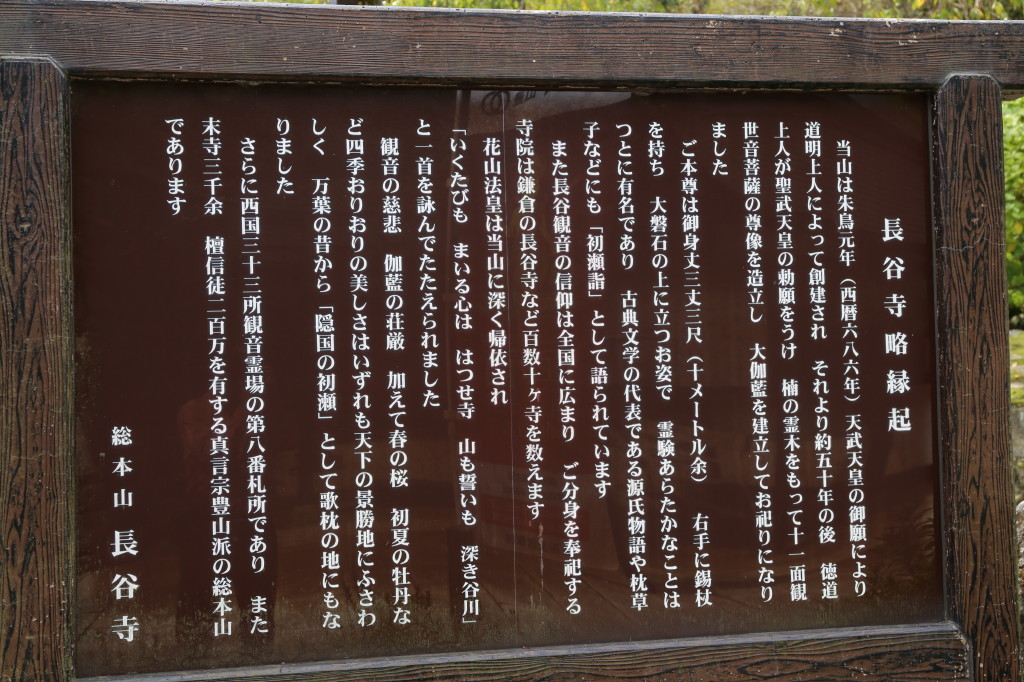 長谷寺略縁起
当山は朱鳥元年（西暦六八六年）天武天皇の御願により
道明上人によって創建され　それより約五十年の後　徳道
上人が聖武天皇の勅願をうけ　楠の霊木をもって十一面観
世音菩薩の尊像を造立し　大伽藍を建立してお祀りになり
ました
ご本尊は御身丈三丈三尺（十メートル余）　右手に錫杖
を持ち　大磐石の上に立つお姿で　霊験あらたかなことは
つとに有名であり　古典文学の代表である源氏物語や枕草
子などにも「初瀬詣」として語られています
また長谷観音の信仰は全国に広まり　ご分身を奉祀する
寺院は鎌倉の長谷寺など百数十ヶ寺を数えます
花山法皇は当山に深く帰依され
「いくたびも　まいる心は　はつせ寺　山も誓いも　深き谷川」
と一首を詠んでたたえられました
観音の慈悲　伽藍の荘厳　加えて春の桜　初夏の牡丹な
ど四季おりおりの美しさはいずれも天下の景勝地にふさわ
しく　万葉の昔から「隠国の初瀬」として歌枕の地にもな
りました
さらに西国三十三所観音霊場の第八番札所であり　また
末寺三千余　檀信徒二百万を有する真言宗豊山派の総本山
であります
総本山 長谷寺